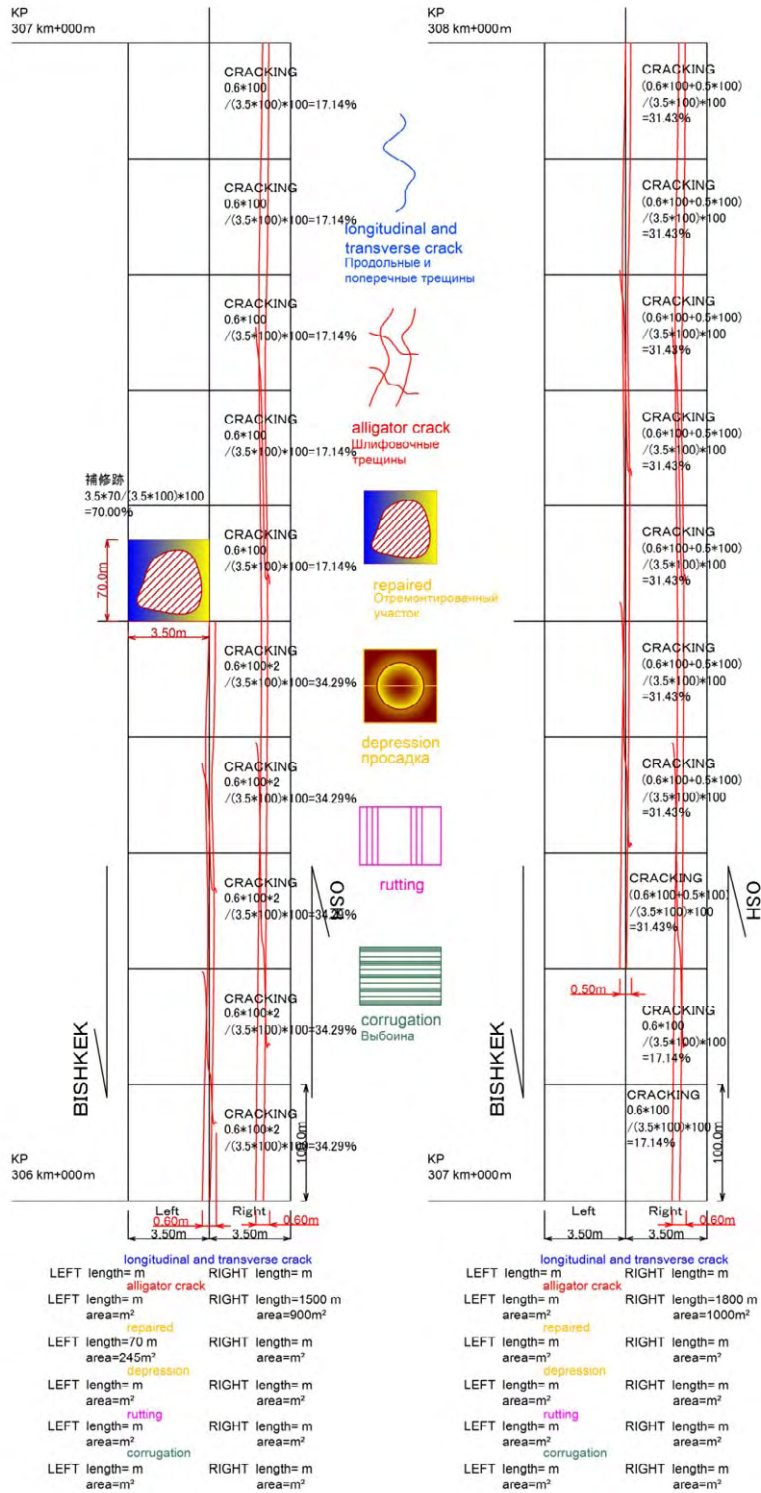 KP
307 km+000m
CRACKING
0.6*100
/(3.5*100)*100=17.14%
CRACKING
0.6*100
/(3.5*100)*100=17.14%
CRACKING
0.6*100
/(3.5*100)*100=17.14%
CRACKING
0.6*100
/(3.5*100)*100=17.14%
補修跡
3.5*70/(3.5*100)*100
=70.00%
CRACKING
0.6*100
/(3.5*100)*100=17.14%
70.0m
3.50m
CRACKING
0.6*100*2
/(3.5*100)*100=34.29%
CRACKING
0.6*100*2
/(3.5*100)*100=34.29%
CRACKING
0.6*100*2
/(3.5*100)*100=34.29%
OSH
CRACKING
0.6*100*2
/(3.5*100)*100=34.29%
BISHKEK
CRACKING
0.6*100*2
/(3.5*100)*100=34.29%
100.0m
KP
306 km+000m
Left
Right
0.60m
0.60m
3.50m
3.50m
longitudinal and
transverse crack
Продольные и
поперечные трещины
alligator crack
Шлифовочные
трещины
repaired
Отремонтированный
участок
depression
просадка
rutting
corrugation
Выбоина
KP
308 km+000m
CRACKING
(0.6*100+0.5*100)
/(3.5*100)*100
=31.43%
CRACKING
(0.6*100+0.5*100)
/(3.5*100)*100
=31.43%
CRACKING
(0.6*100+0.5*100)
/(3.5*100)*100
=31.43%
CRACKING
(0.6*100+0.5*100)
/(3.5*100)*100
=31.43%
CRACKING
(0.6*100+0.5*100)
/(3.5*100)*100
=31.43%
CRACKING
(0.6*100+0.5*100)
/(3.5*100)*100
=31.43%
CRACKING
(0.6*100+0.5*100)
/(3.5*100)*100
=31.43%
CRACKING
(0.6*100+0.5*100)
/(3.5*100)*100
=31.43%
OSH
0.50m
CRACKING
0.6*100
/(3.5*100)*100
=17.14%
BISHKEK
CRACKING
0.6*100
/(3.5*100)*100
=17.14%
100.0m
KP
307 km+000m
Left
Right
0.60m
3.50m
3.50m
longitudinal and transverse crack
LEFT length= m RIGHT length= m
alligator crack
LEFT length= m RIGHT length=1500 m
area=m² area=900m²
repaired
LEFT length=70 m RIGHT length= m
area=245m² area=m²
depression
LEFT length= m RIGHT length= m
area=m² area=m²
rutting
LEFT length= m RIGHT length= m
area=m² area=m²
corrugation
LEFT length= m RIGHT length= m
area=m² area=m²
longitudinal and transverse crack
LEFT length= m RIGHT length= m
alligator crack
LEFT length= m RIGHT length=1800 m
area=m² area=1000m²
repaired
LEFT length= m RIGHT length= m
area=m² area=m²
depression
LEFT length= m RIGHT length= m
area=m² area=m²
rutting
LEFT length= m RIGHT length= m
area=m² area=m²
corrugation
LEFT length= m RIGHT length= m
area=m² area=m²